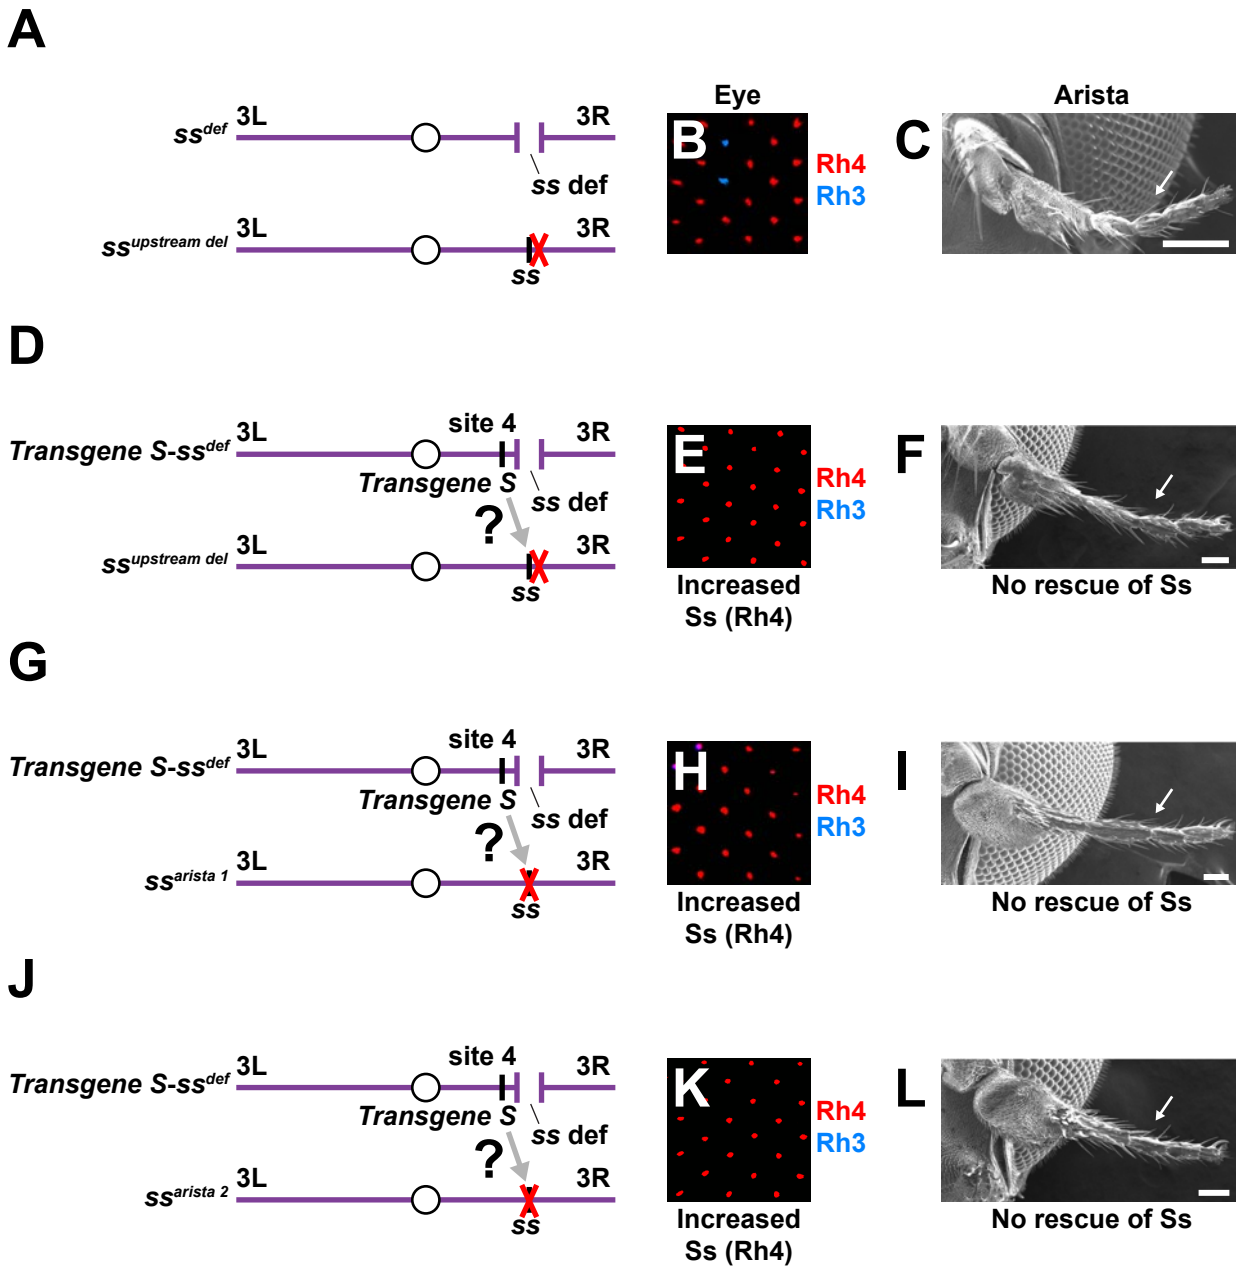 A
Eye
Arista
ss^def 3L 3R
ss def
B
Rh4
Rh3
C
ss^upstream del 3L 3R
ss
D
site 4
Transgene S-ss^def 3L 3R
Transgene S
ss def
?
ss^upstream del 3L 3R
ss
E
Rh4
Rh3
Increased
Ss (Rh4)
F
No rescue of Ss
G
site 4
Transgene S-ss^def 3L 3R
Transgene S
ss def
?
ss^arista 1 3L 3R
ss
H
Rh4
Rh3
Increased
Ss (Rh4)
I
No rescue of Ss
J
site 4
Transgene S-ss^def 3L 3R
Transgene S
ss def
?
ss^arista 2 3L 3R
ss
K
Rh4
Rh3
Increased
Ss (Rh4)
L
No rescue of Ss